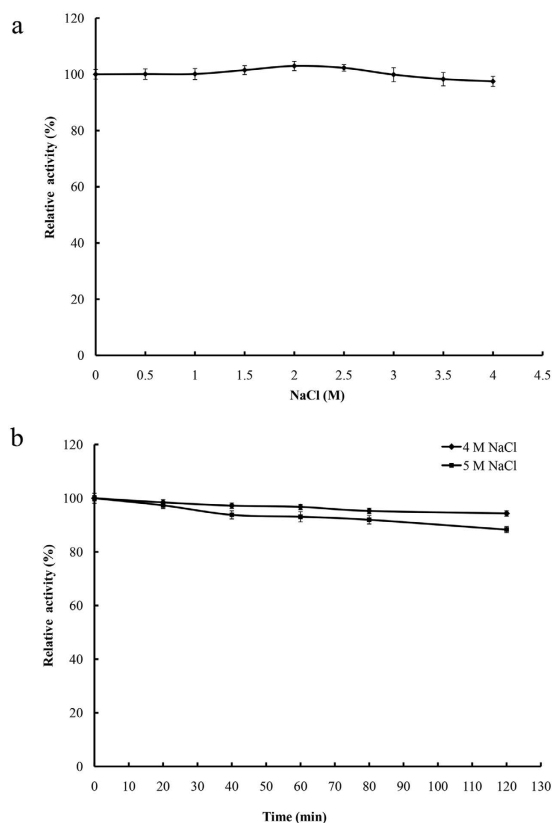 a
120
100
80
60
40
20
0
Relative activity (%)
0 0.5 1 1.5 2 2.5 3 3.5 4 4.5
NaCl (M)
b
120
100
80
60
40
20
0
Relative activity (%)
4 M NaCl
5 M NaCl
0 10 20 30 40 50 60 70 80 90 100 110 120 130
Time (min)